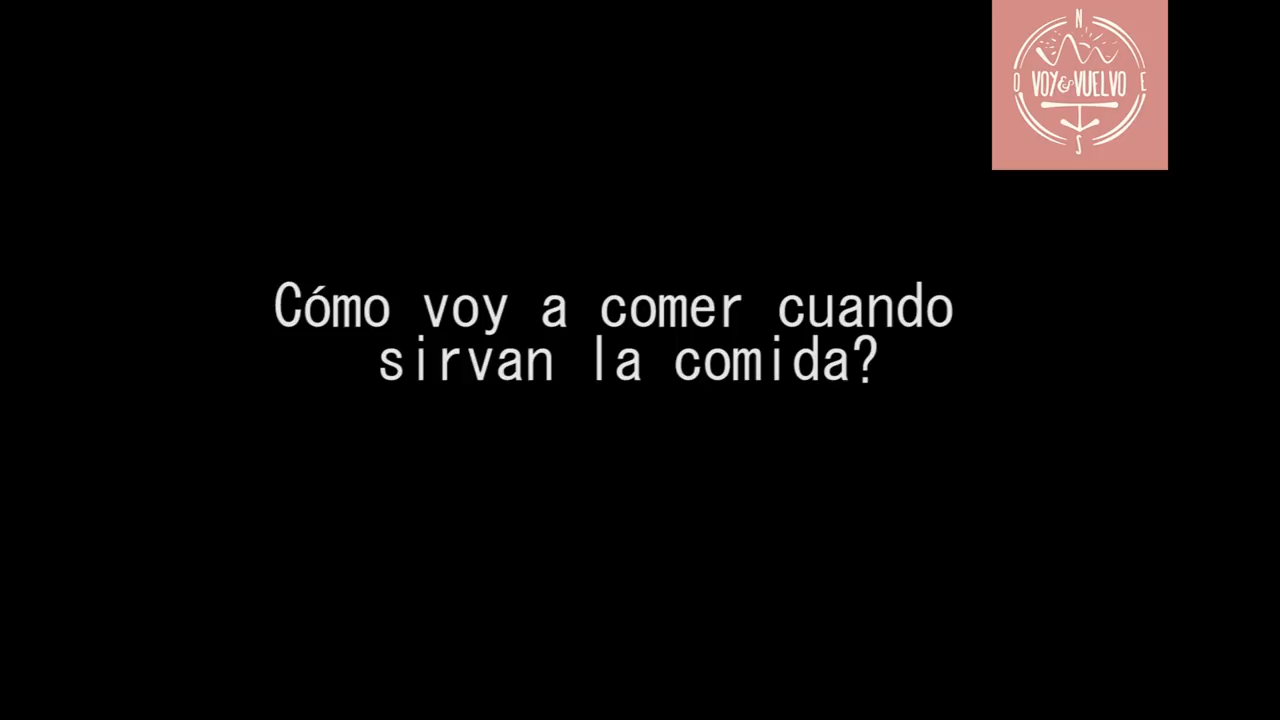 N
O VOY&VUELVO E
S
Cómo voy a comer cuando
sirvan la comida?